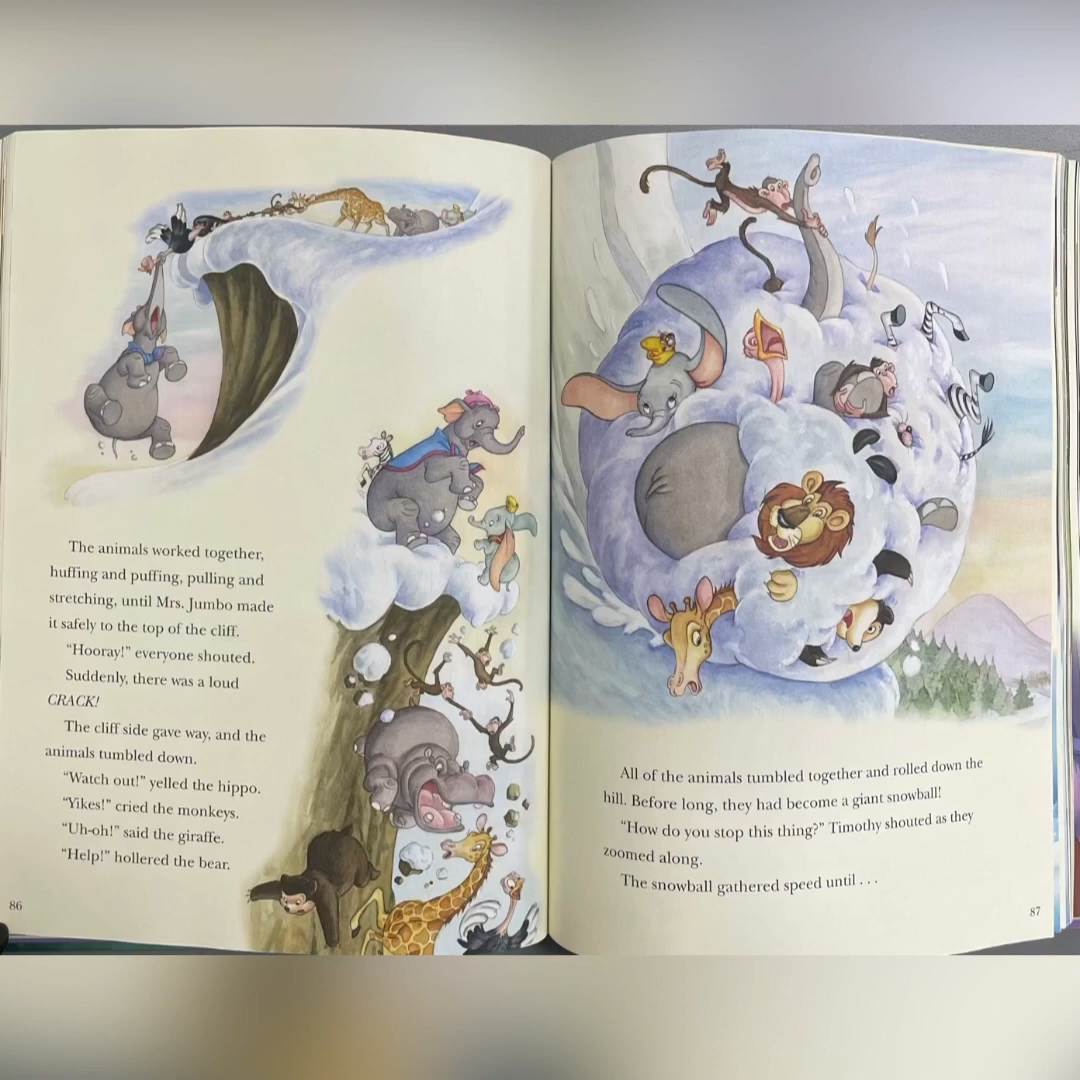 The animals worked together,
huffing and puffing, pulling and
stretching, until Mrs. Jumbo made
it safely to the top of the cliff.
“Hooray!” everyone shouted.
Suddenly, there was a loud
CRACK!
The cliff side gave way, and the
animals tumbled down.
“Watch out!” yelled the hippo.
“Yikes!” cried the monkeys.
“Uh-oh!” said the giraffe.
“Help!” hollered the bear.
86
All of the animals tumbled together and rolled down the
hill. Before long, they had become a giant snowball!
“How do you stop this thing?” Timothy shouted as they
zoomed along.
The snowball gathered speed until . . .
87